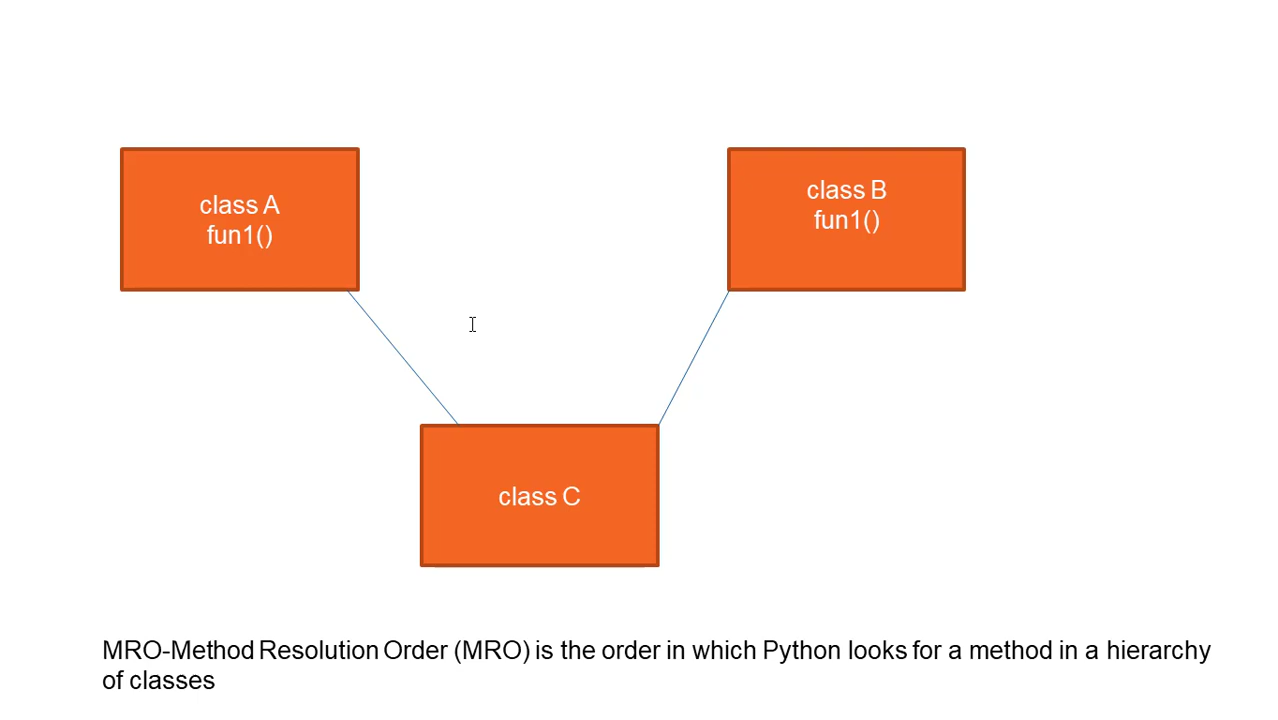 class A
fun1()
class B
fun1()
class C
MRO-Method Resolution Order (MRO) is the order in which Python looks for a method in a hierarchy
of classes